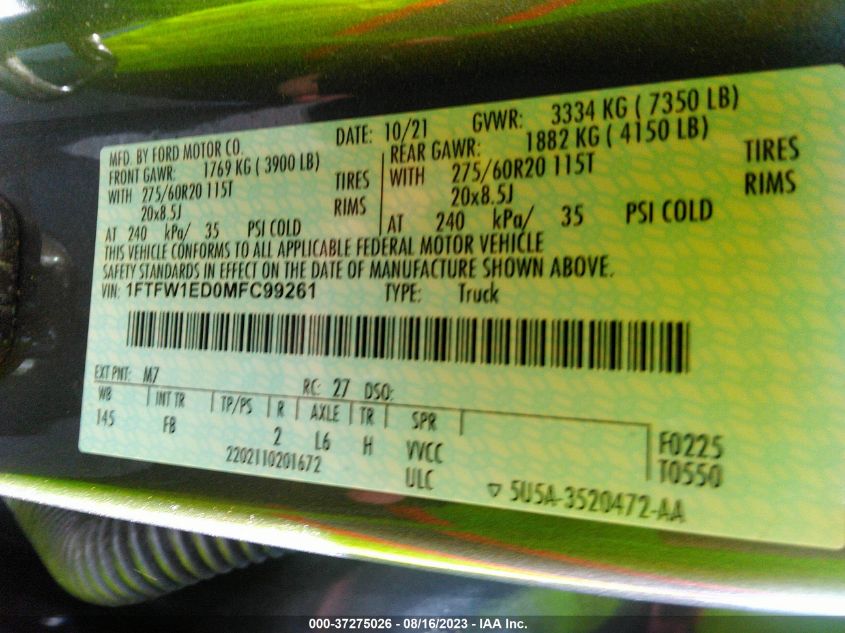 MFD. BY FORD MOTOR CO.
DATE: 10/21 GVWR: 3334 KG ( 7350 LB)
FRONT GAWR: 1769 KG ( 3900 LB)
REAR GAWR: 1882 KG ( 4150 LB)
WITH 275/60R20 115T TIRES
WITH 275/60R20 115T TIRES
20x8.5J RIMS
20x8.5J RIMS
AT 240 kPa/ 35 PSI COLD
AT 240 kPa/ 35 PSI COLD
THIS VEHICLE CONFORMS TO ALL APPLICABLE FEDERAL MOTOR VEHICLE
SAFETY STANDARDS IN EFFECT ON THE DATE OF MANUFACTURE SHOWN ABOVE.
VIN: 1FTFW1ED0MFC99261 TYPE: Truck
EXT PNT: M7 RC: 27 DSO:
WB INT TR TP/PS R AXLE TR SPR
145 FB 2 L6 H VVCC
2202110201672 ULC
F0225
T0550
5U5A-3520472-AA
000-37275026 - 08/16/2023 - IAA Inc.